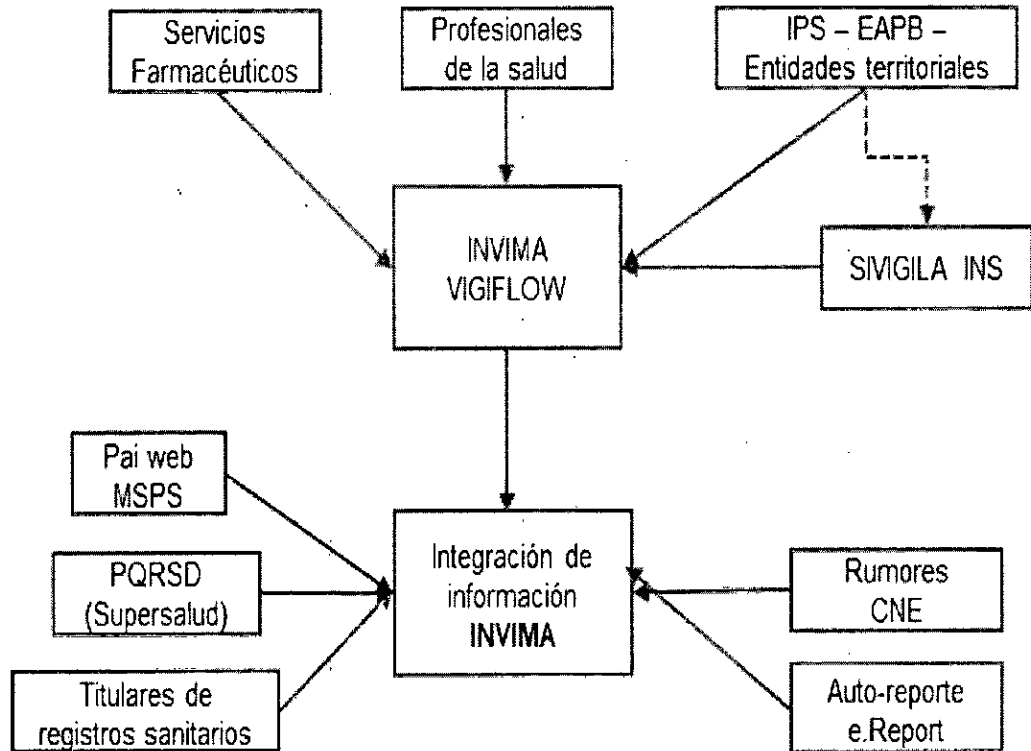 Servicios
Farmacéuticos
Profesionales
de la salud
IPS – EAPB –
Entidades territoriales
INVIMA
VIGIFLOW
SIVIGILA INS
Pai web
MSPS
PQRSD
(Supersalud)
Titulares de
registros sanitarios
Integración de
información
INVIMA
Rumores
CNE
Auto-reporte
e.Report